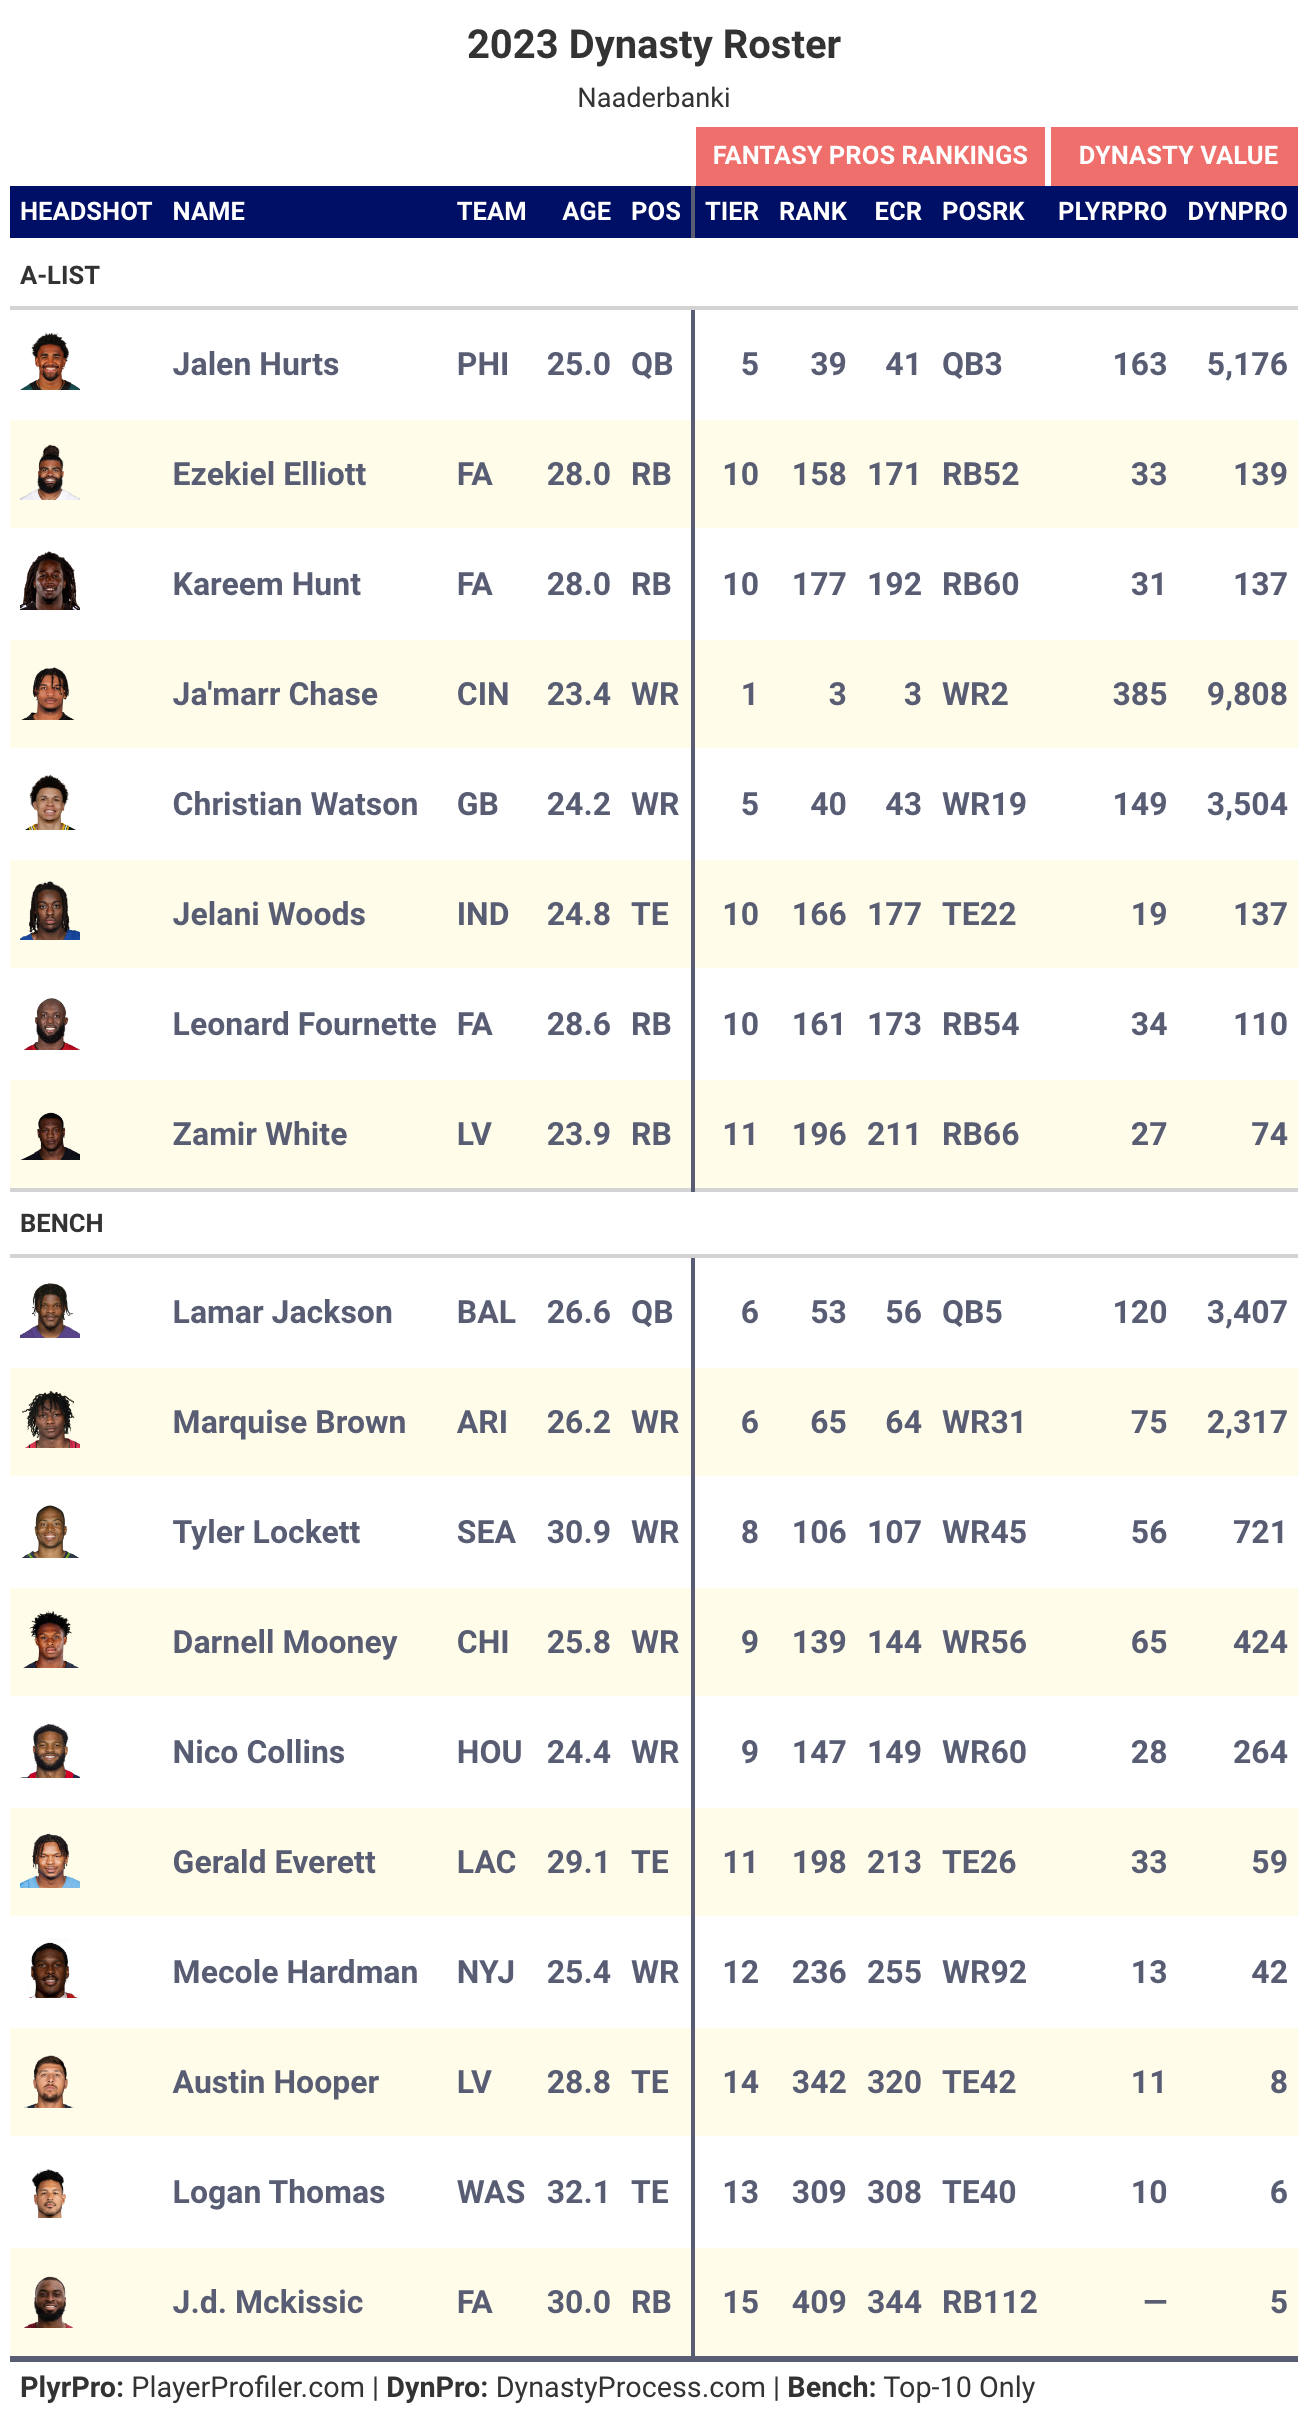 2023 Dynasty Roster
Naaderbanki
FANTASY PROS RANKINGS DYNASTY VALUE
HEADSHOT NAME TEAM AGE POS TIER RANK ECR POSRK PLYRPRO DYNPRO
A-LIST
Jalen Hurts PHI 25.0 QB 5 39 41 QB3 163 5,176
Ezekiel Elliott FA 28.0 RB 10 158 171 RB52 33 139
Kareem Hunt FA 28.0 RB 10 177 192 RB60 31 137
Ja'marr Chase CIN 23.4 WR 1 3 3 WR2 385 9,808
Christian Watson GB 24.2 WR 5 40 43 WR19 149 3,504
Jelani Woods IND 24.8 TE 10 166 177 TE22 19 137
Leonard Fournette FA 28.6 RB 10 161 173 RB54 34 110
Zamir White LV 23.9 RB 11 196 211 RB66 27 74
BENCH
Lamar Jackson BAL 26.6 QB 6 53 56 QB5 120 3,407
Marquise Brown ARI 26.2 WR 6 65 64 WR31 75 2,317
Tyler Lockett SEA 30.9 WR 8 106 107 WR45 56 721
Darnell Mooney CHI 25.8 WR 9 139 144 WR56 65 424
Nico Collins HOU 24.4 WR 9 147 149 WR60 28 264
Gerald Everett LAC 29.1 TE 11 198 213 TE26 33 59
Mecole Hardman NYJ 25.4 WR 12 236 255 WR92 13 42
Austin Hooper LV 28.8 TE 14 342 320 TE42 11 8
Logan Thomas WAS 32.1 TE 13 309 308 TE40 10 6
J.d. Mckissic FA 30.0 RB 15 409 344 RB112 — 5
PlyrPro: PlayerProfiler.com | DynPro: DynastyProcess.com | Bench: Top-10 Only